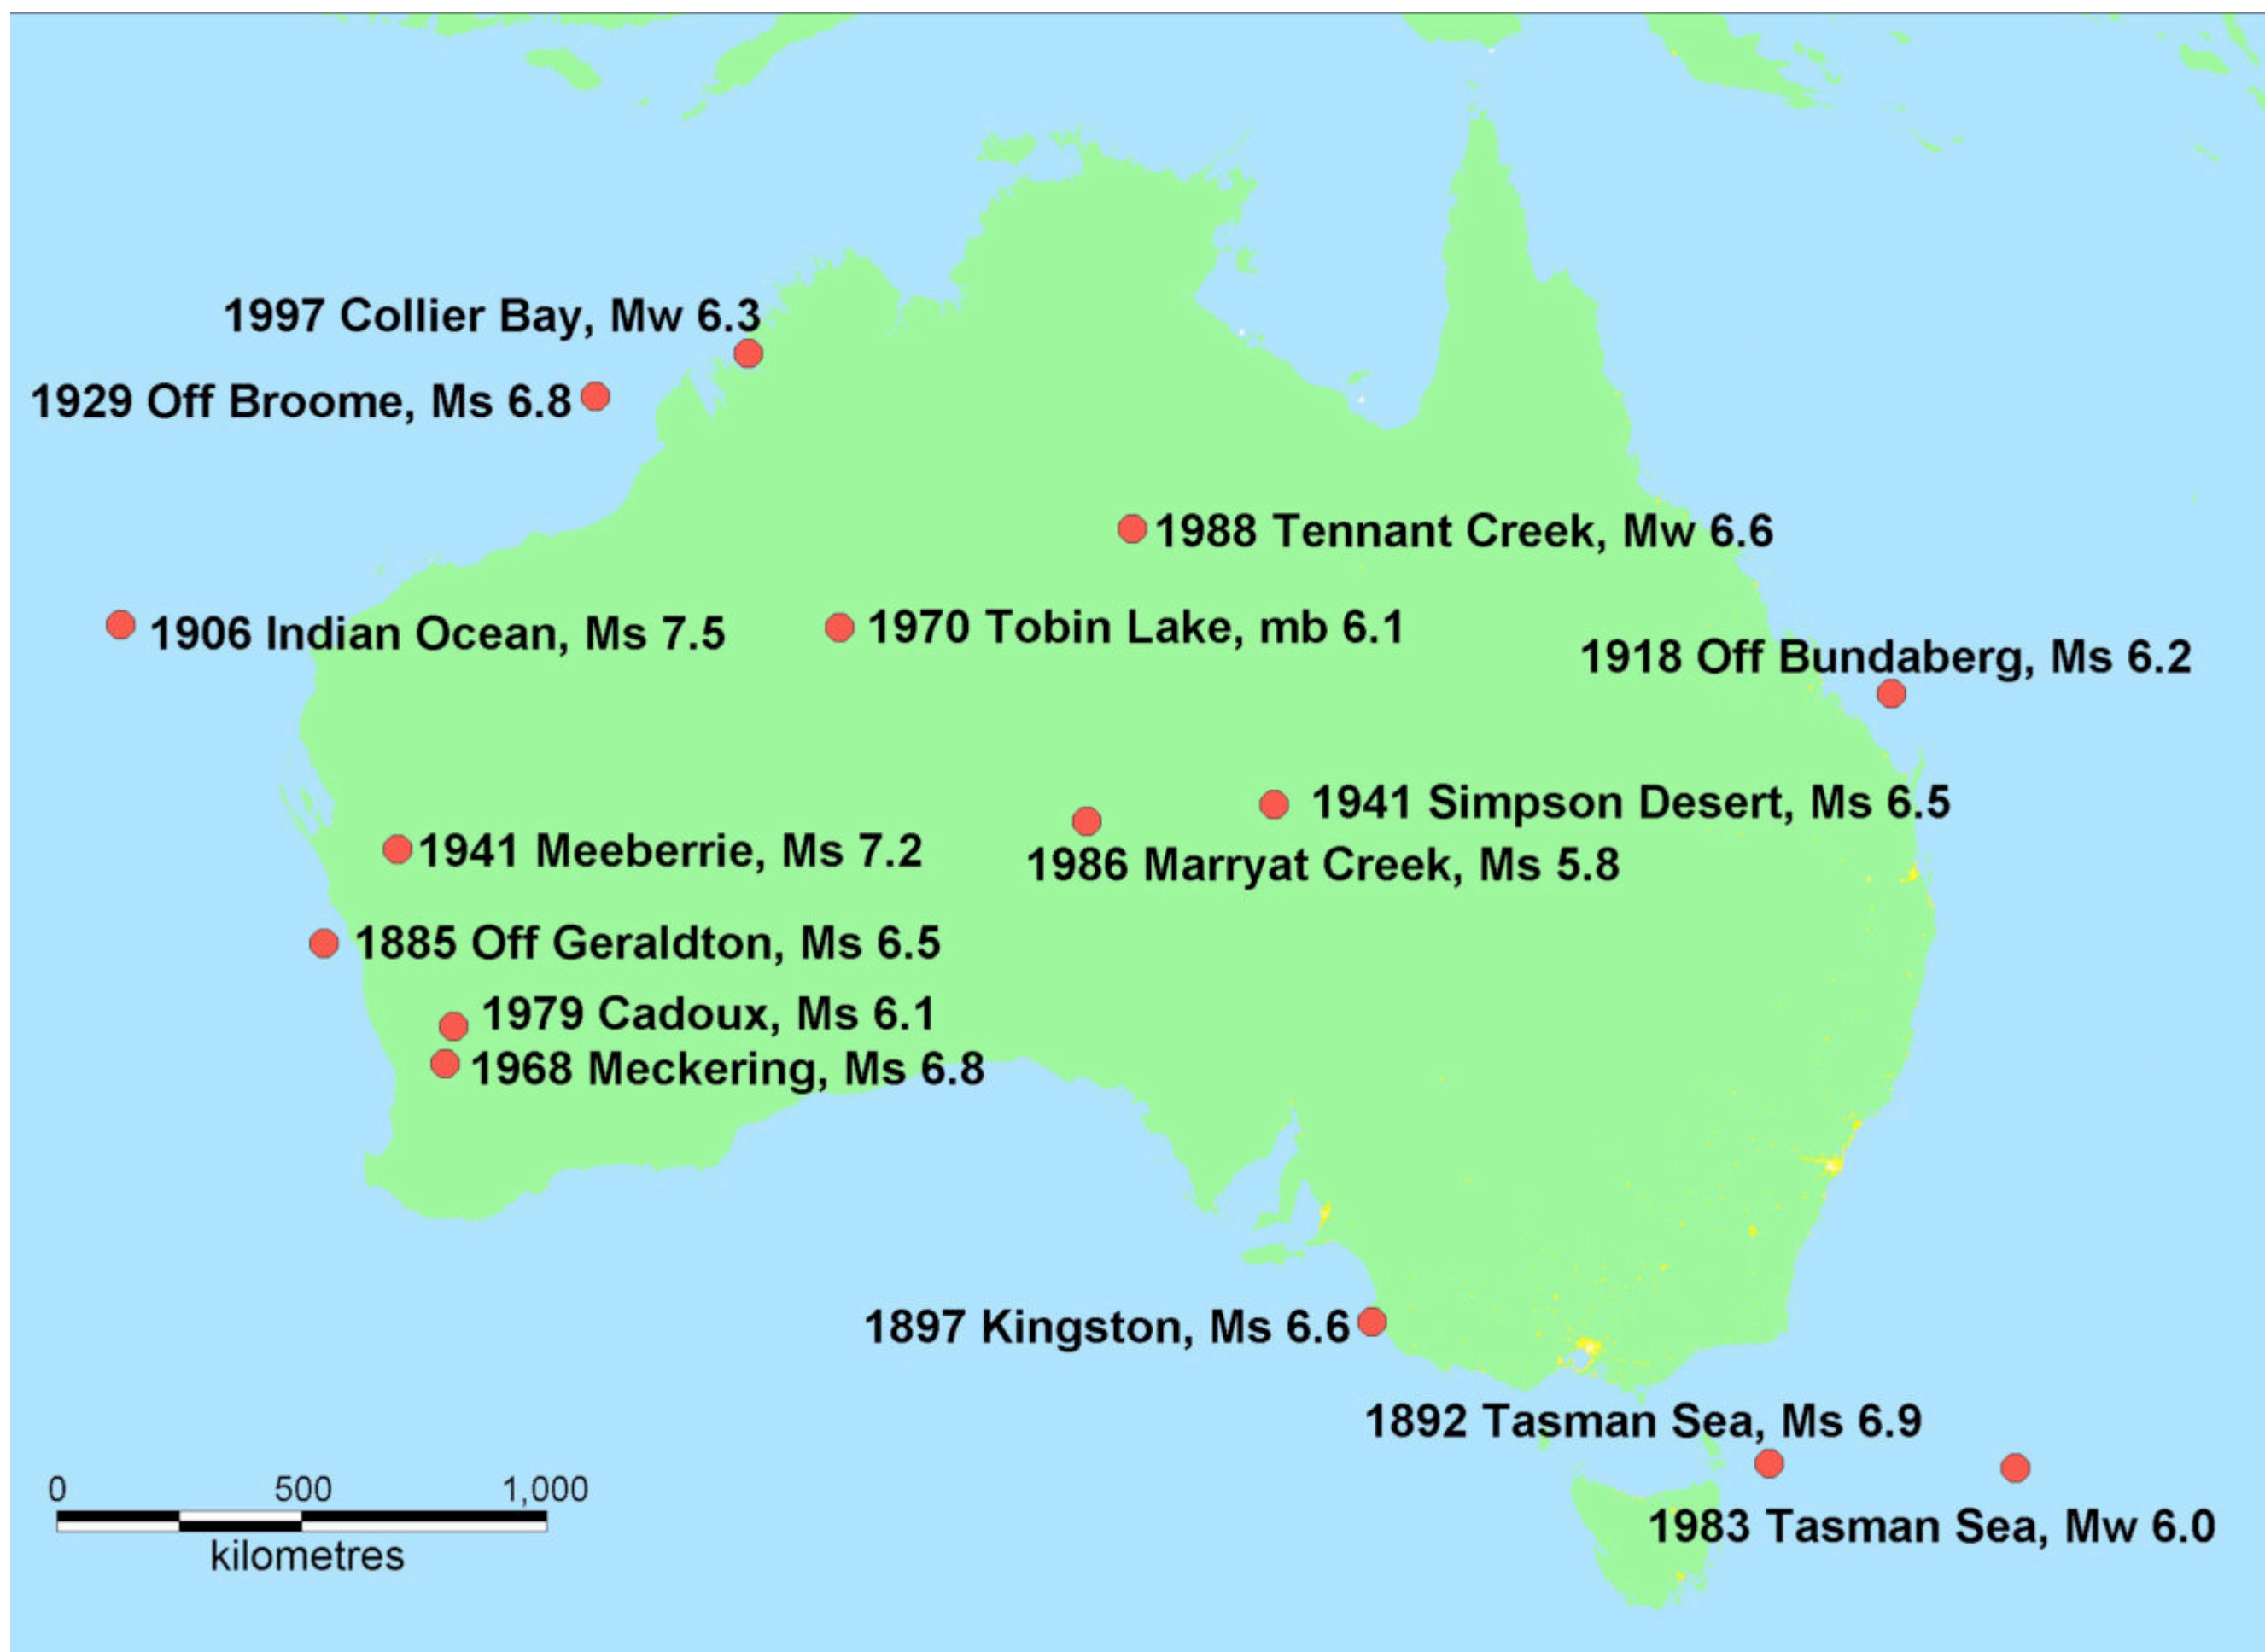 1997 Collier Bay, Mw 6.3
1929 Off Broome, Ms 6.8
1988 Tennant Creek, Mw 6.6
1906 Indian Ocean, Ms 7.5
1970 Tobin Lake, mb 6.1
1918 Off Bundaberg, Ms 6.2
1941 Simpson Desert, Ms 6.5
1941 Meeberrie, Ms 7.2
1986 Marryat Creek, Ms 5.8
1885 Off Geraldton, Ms 6.5
1979 Cadoux, Ms 6.1
1968 Meckering, Ms 6.8
1897 Kingston, Ms 6.6
1892 Tasman Sea, Ms 6.9
1983 Tasman Sea, Mw 6.0
0 500 1,000
kilometres